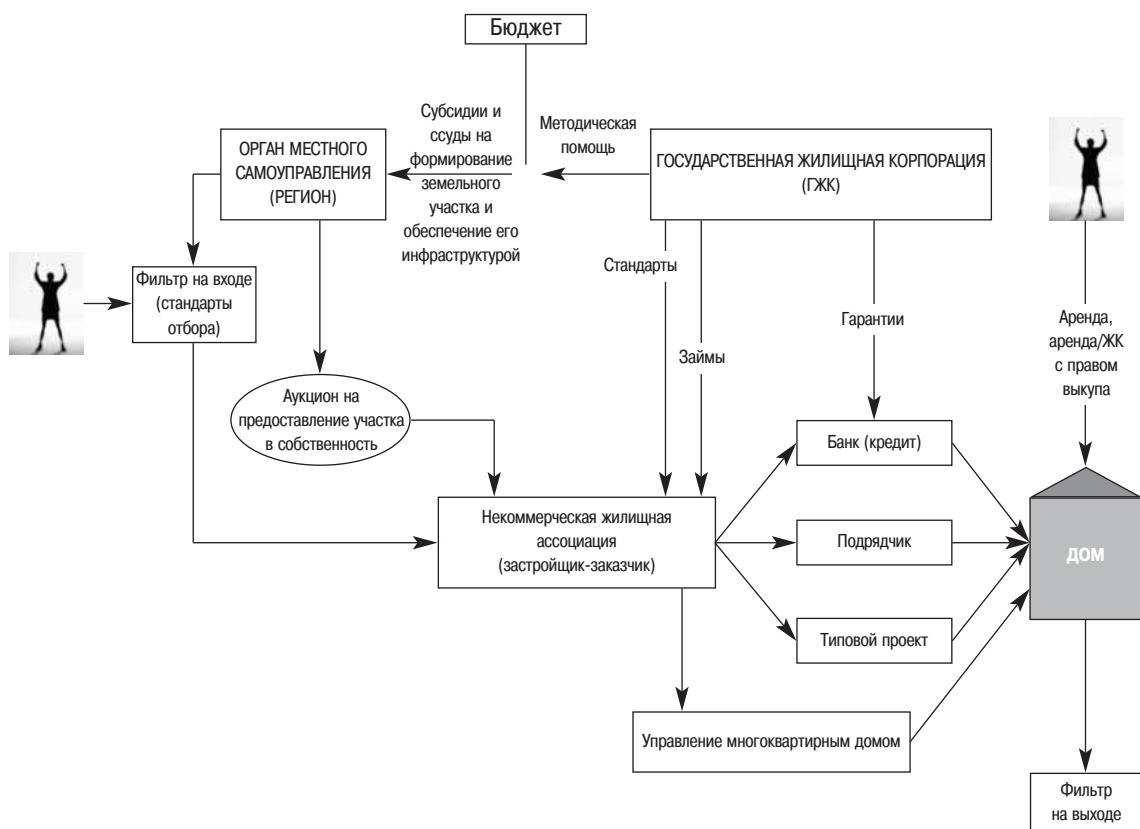 Бюджет
Субсидии и
ссуды на
формирование
земельного
участка и
обеспечение его
инфраструктурой
Методическая
помощь
ОРГАН МЕСТНОГО
САМОУПРАВЛЕНИЯ
(РЕГИОН)
ГОСУДАРСТВЕННАЯ ЖИЛИЩНАЯ КОРПОРАЦИЯ
(ГЖК)
Фильтр на входе
(стандарты
отбора)
Стандарты
Займы
Гарантии
Аренда,
аренда/ЖК
с правом
выкупа
Аукцион на
предоставление участка
в собственность
Банк (кредит)
Некоммерческая жилищная
ассоциация
(застройщик-заказчик)
Подрядчик
ДОМ
Типовой проект
Управление многоквартирным домом
Фильтр
на выходе